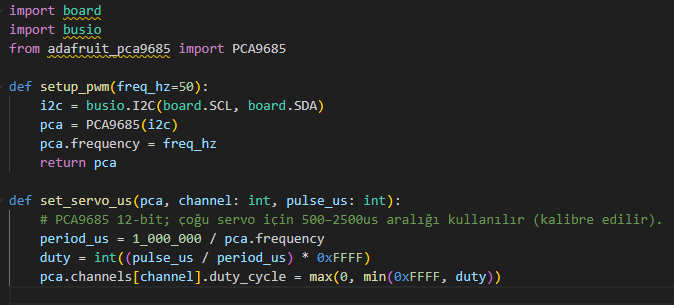 import board
import busio
from adafruit_pca9685 import PCA9685
def setup_pwm(freq_hz=50):
    i2c = busio.I2C(board.SCL, board.SDA)
    pca = PCA9685(i2c)
    pca.frequency = freq_hz
    return pca
def set_servo_us(pca, channel: int, pulse_us: int):
    # PCA9685 12-bit; çoğu servo için 500–2500us aralığı kullanılır (kalibre edilir).
    period_us = 1_000_000 / pca.frequency
    duty = int((pulse_us / period_us) * 0xFFFF)
    pca.channels[channel].duty_cycle = max(0, min(0xFFFF, duty))